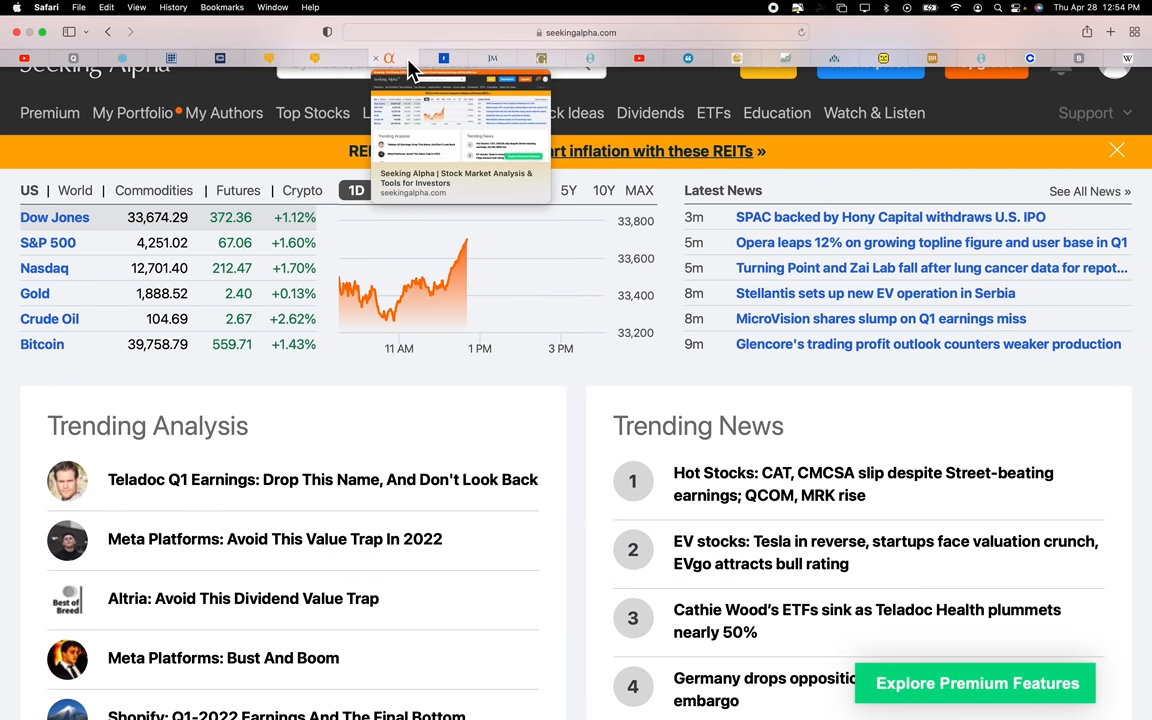 Safari File Edit View History Bookmarks Window Help Thu Apr 28 12:54 PM
seekingalpha.com
Seeking Alpha
Premium My Portfolio My Authors Top Stocks ck Ideas Dividends ETFs Education Watch & Listen Support
Seeking Alpha | Stock Market Analysis &
Tools for Investors
seekingalpha.com
art inflation with these REITs »
US | World | Commodities | Futures | Crypto 1D 5Y 10Y MAX
Dow Jones 33,674.29 372.36 +1.12%
S&P 500 4,251.02 67.06 +1.60%
Nasdaq 12,701.40 212.47 +1.70%
Gold 1,888.52 2.40 +0.13%
Crude Oil 104.69 2.67 +2.62%
Bitcoin 39,758.79 559.71 +1.43%
33,800
33,600
33,400
33,200
11 AM 1 PM 3 PM
Latest News See All News »
3m SPAC backed by Hony Capital withdraws U.S. IPO
5m Opera leaps 12% on growing topline figure and user base in Q1
5m Turning Point and Zai Lab fall after lung cancer data for repot...
8m Stellantis sets up new EV operation in Serbia
8m MicroVision shares slump on Q1 earnings miss
9m Glencore's trading profit outlook counters weaker production
Trending Analysis
Teladoc Q1 Earnings: Drop This Name, And Don't Look Back
Meta Platforms: Avoid This Value Trap In 2022
Best of
Breed
Altria: Avoid This Dividend Value Trap
Meta Platforms: Bust And Boom
Shopify: Q1-2022 Earnings And The Final Bottom
Trending News
1 Hot Stocks: CAT, CMCSA slip despite Street-beating
earnings; QCOM, MRK rise
2 EV stocks: Tesla in reverse, startups face valuation crunch,
EVgo attracts bull rating
3 Cathie Wood's ETFs sink as Teladoc Health plummets
nearly 50%
4 Germany drops oppositio
embargo
Explore Premium Features